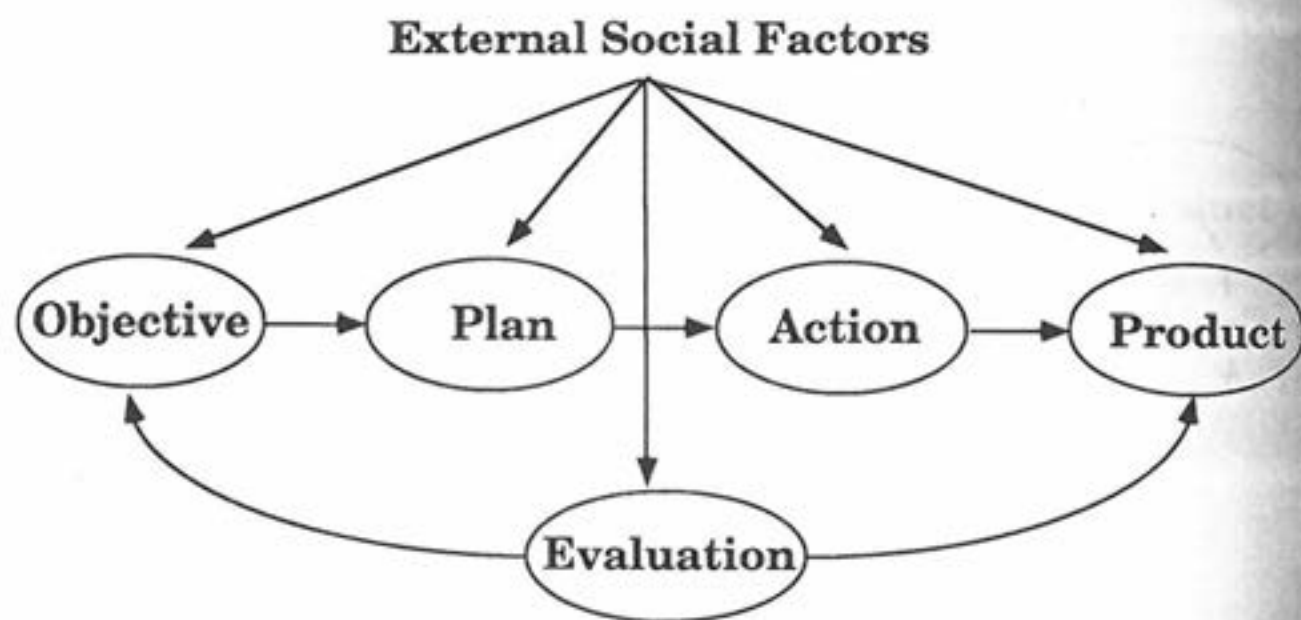 External Social Factors
Objective
Plan
Action
Product
Evaluation